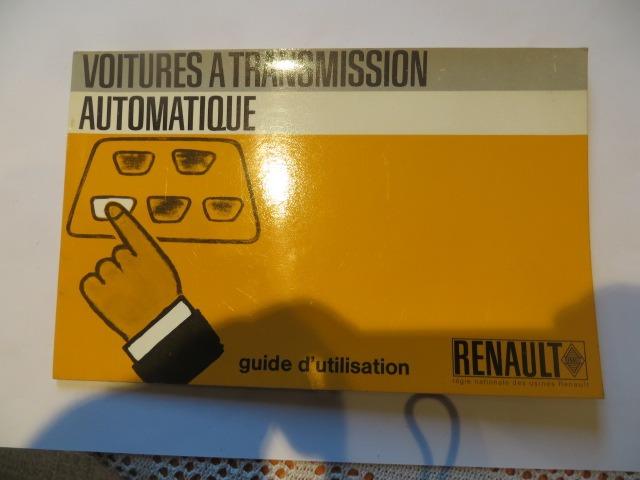 VOITURES A TRANSMISSION
AUTOMATIQUE
guide d'utilisation
RENAULT
régie nationale des usines Renault